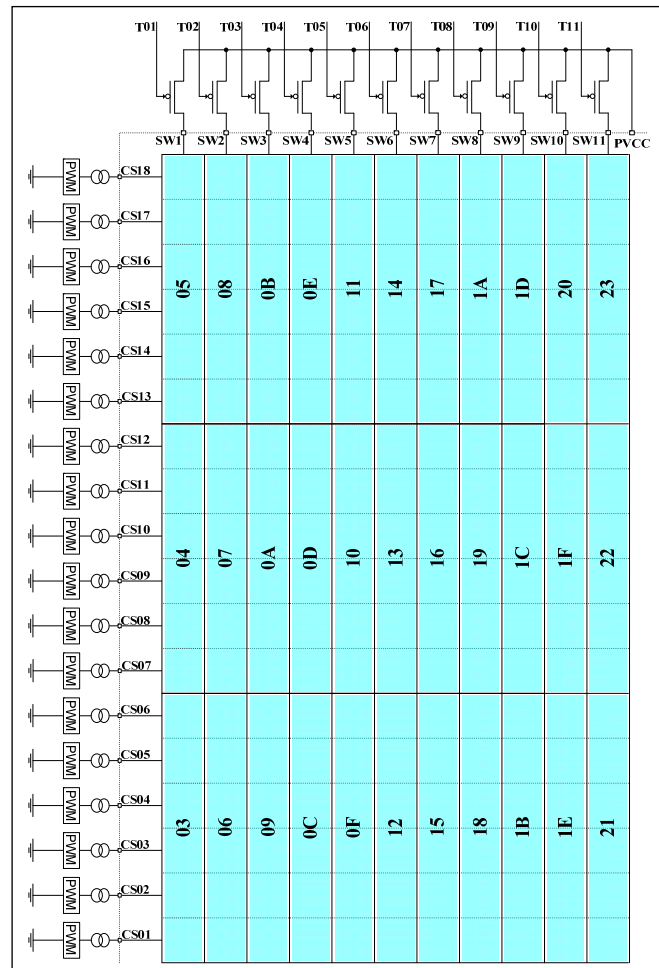 T01 T02 T03 T04 T05 T06 T07 T08 T09 T10 T11
SW1 SW2 SW3 SW4 SW5 SW6 SW7 SW8 SW9 SW10 SW11 PVCC
PWM CS18
PWM CS17
PWM CS16
05 08 0B 0E 11 14 17 1A 1D 20 23
PWM CS15
PWM CS14
PWM CS13
PWM CS12
PWM CS11
PWM CS10
04 07 0A 0D 10 13 16 19 1C 1F 22
PWM CS09
PWM CS08
PWM CS07
PWM CS06
PWM CS05
PWM CS04
03 06 09 0C 0F 12 15 18 1B 1E 21
PWM CS03
PWM CS02
PWM CS01